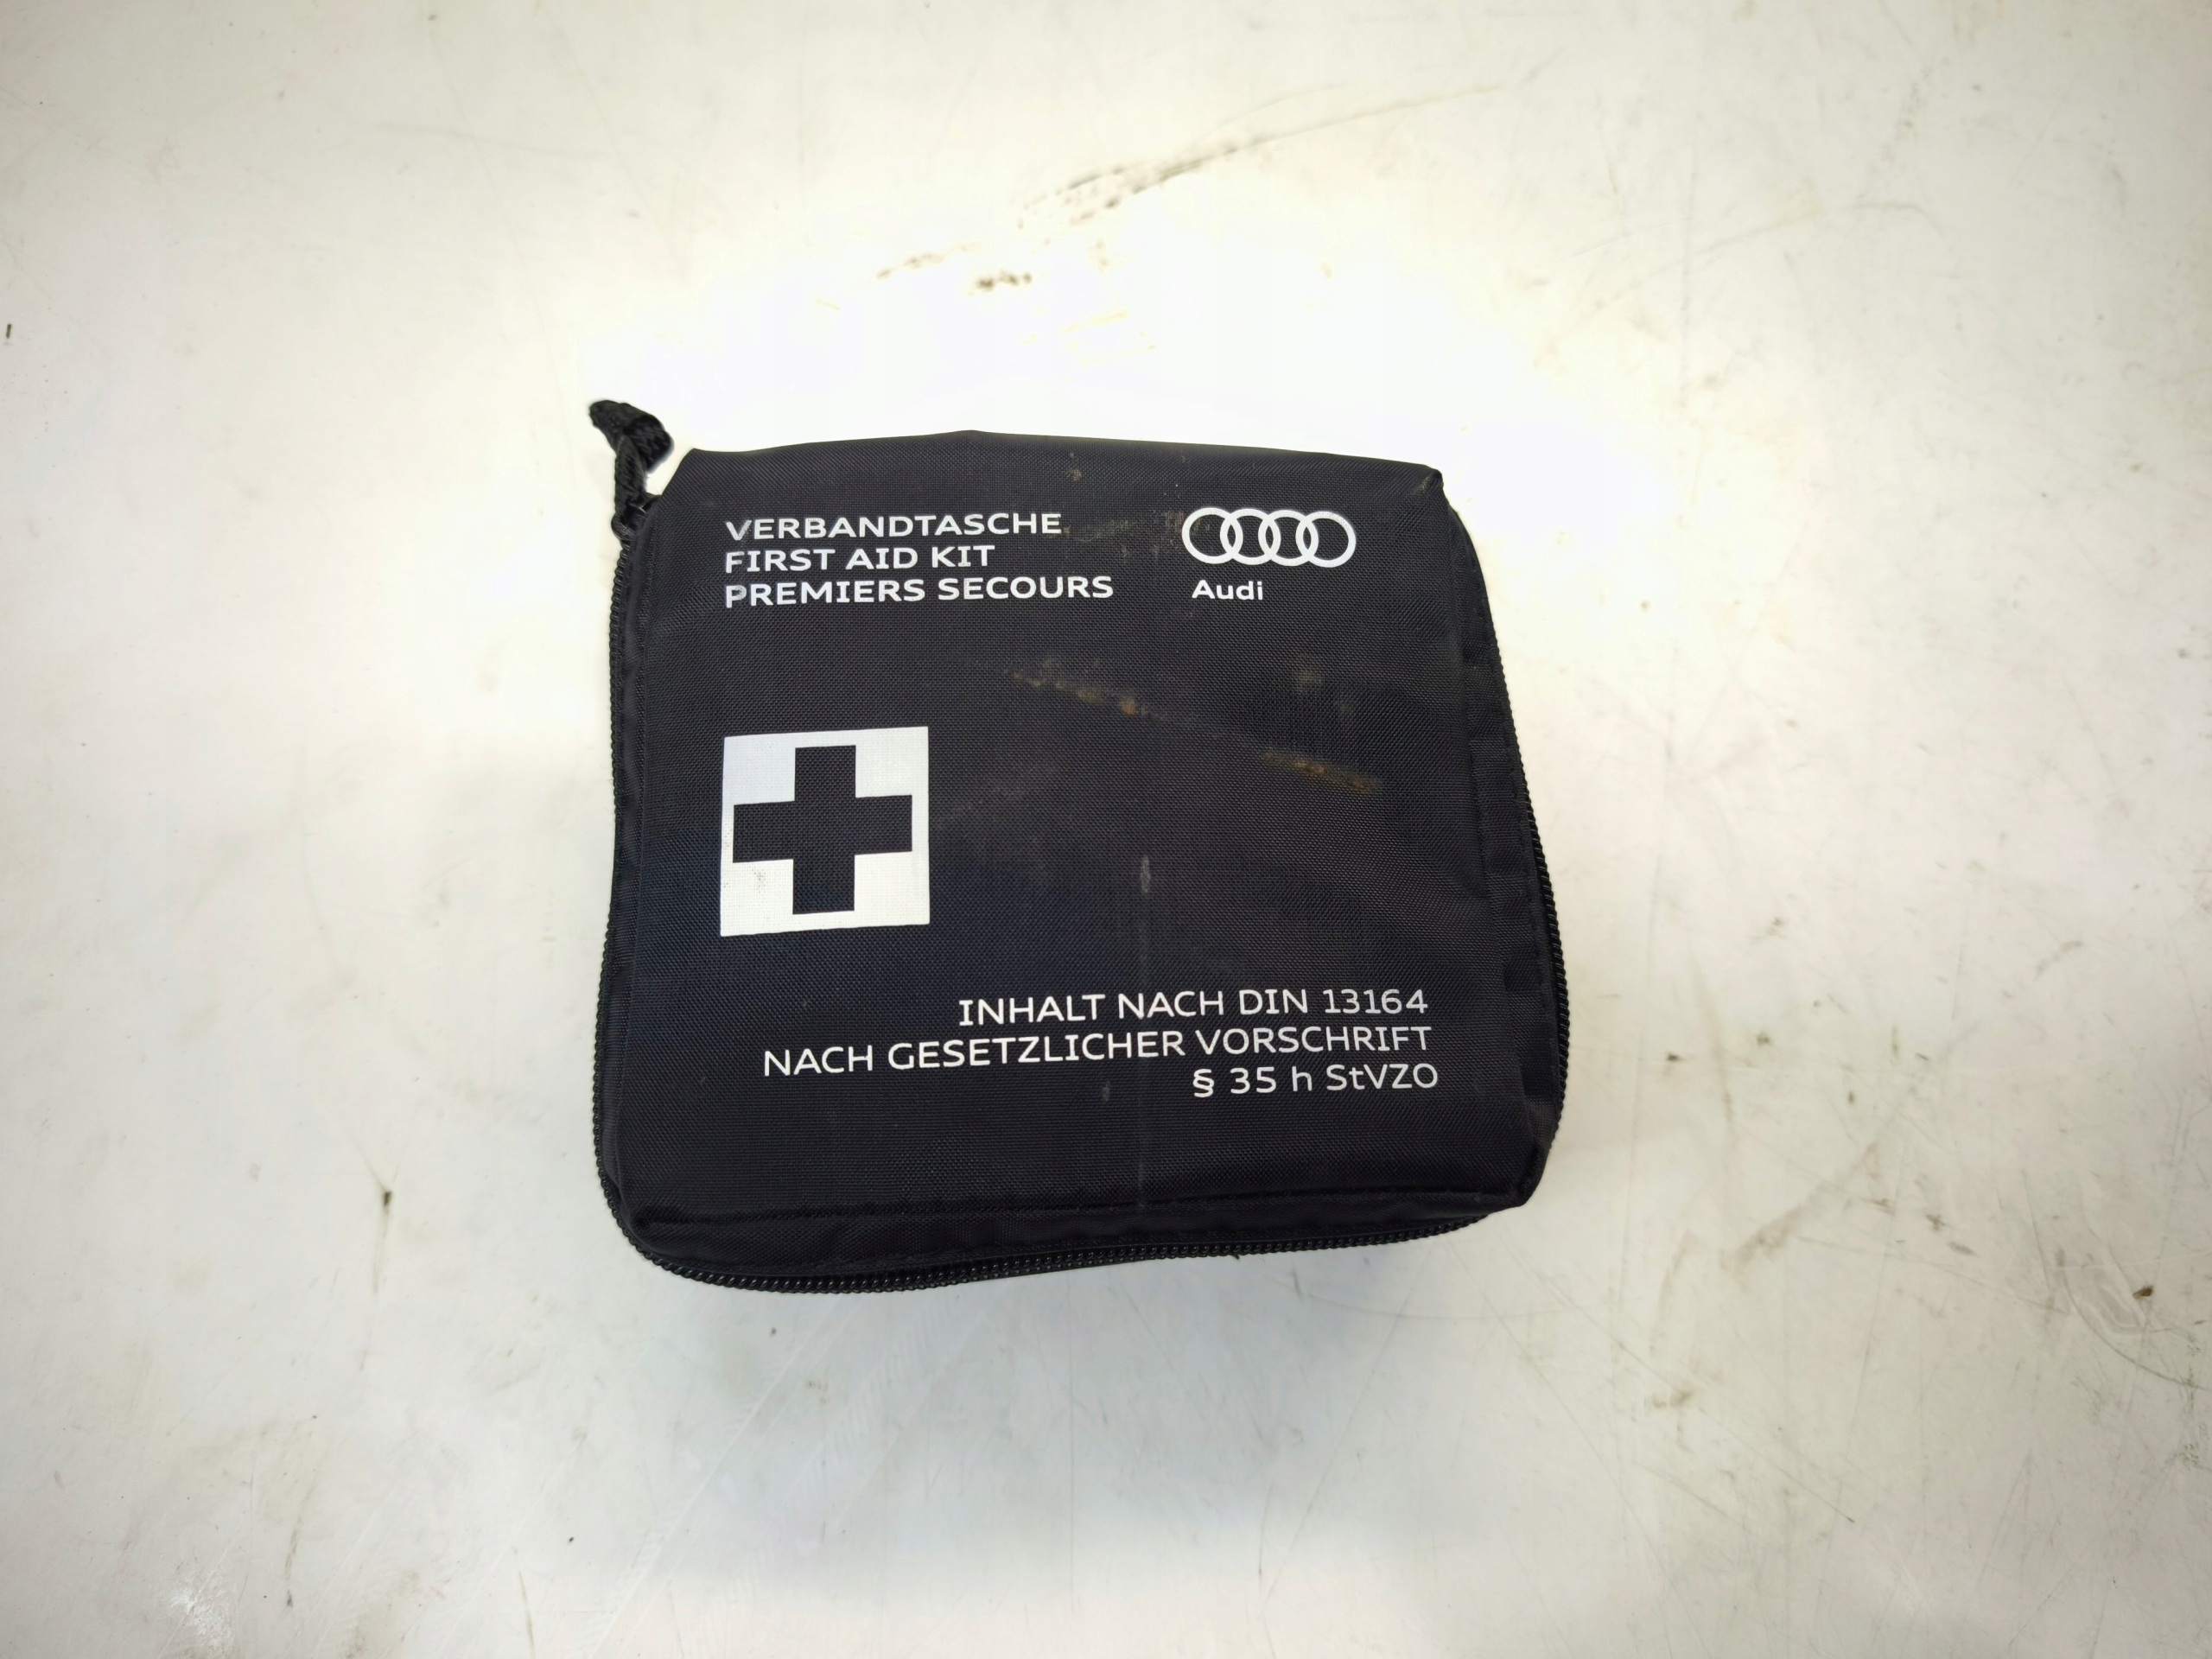 VERBANDTASCHE
FIRST AID KIT
PREMIERS SECOURS
Audi
INHALT NACH DIN 13164
NACH GESETZLICHER VORSCHRIFT
§ 35 h StVZO